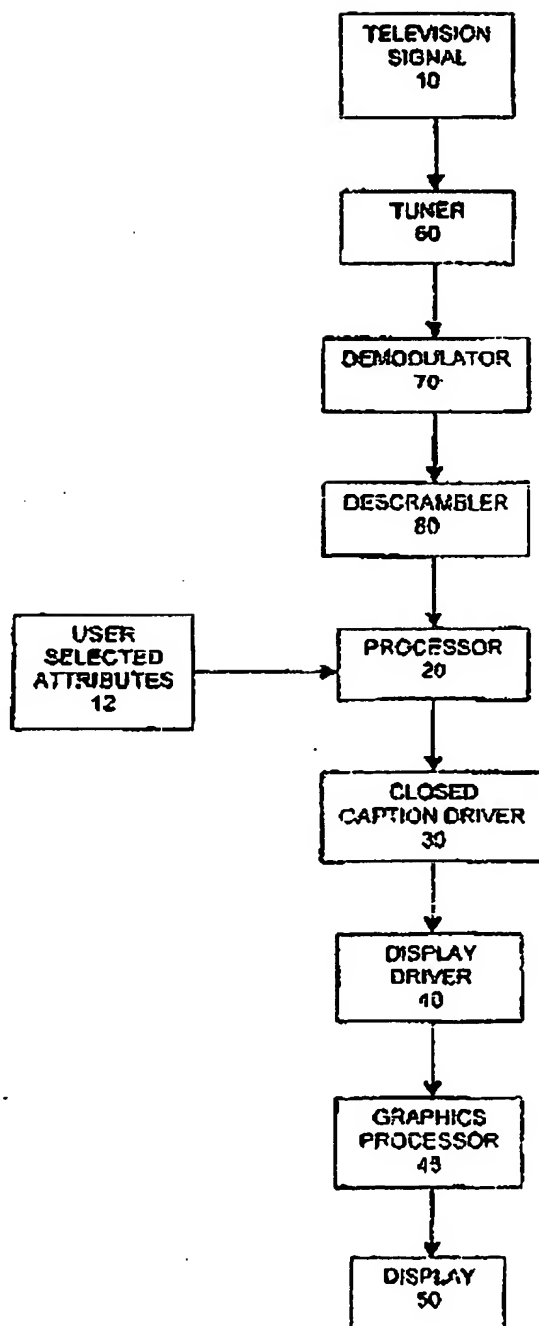 TELEVISION
SIGNAL
10
TUNER
60
DEMODULATOR
70
DESCRAMBLER
80
USER
SELECTED
ATTRIBUTES
12
PROCESSOR
20
CLOSED
CAPTION DRIVER
30
DISPLAY
DRIVER
40
GRAPHICS
PROCESSOR
45
DISPLAY
50